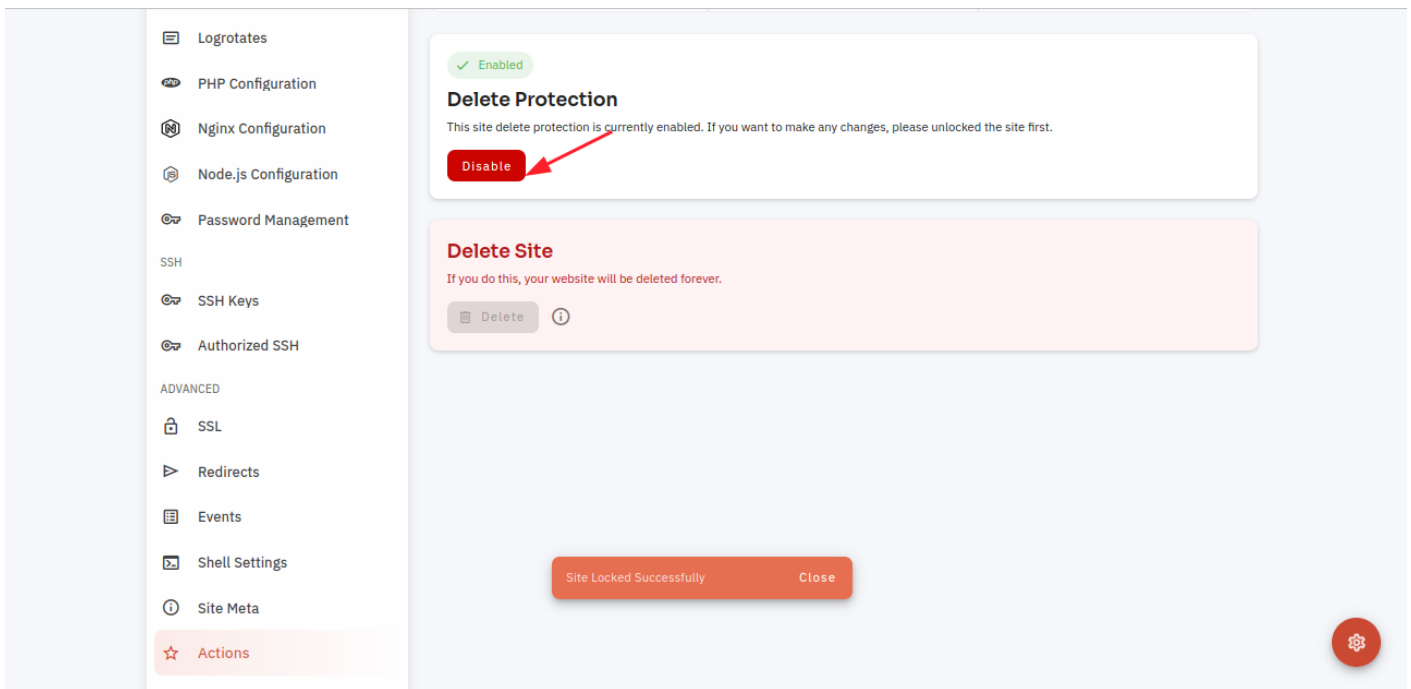 Logrotates
PHP Configuration
Nginx Configuration
Node.js Configuration
Password Management
SSH
SSH Keys
Authorized SSH
ADVANCED
SSL
Redirects
Events
Shell Settings
Site Meta
Actions
Enabled
Delete Protection
This site delete protection is currently enabled. If you want to make any changes, please unlocked the site first.
Disable
Delete Site
If you do this, your website will be deleted forever.
Delete
Site Locked Successfully Close